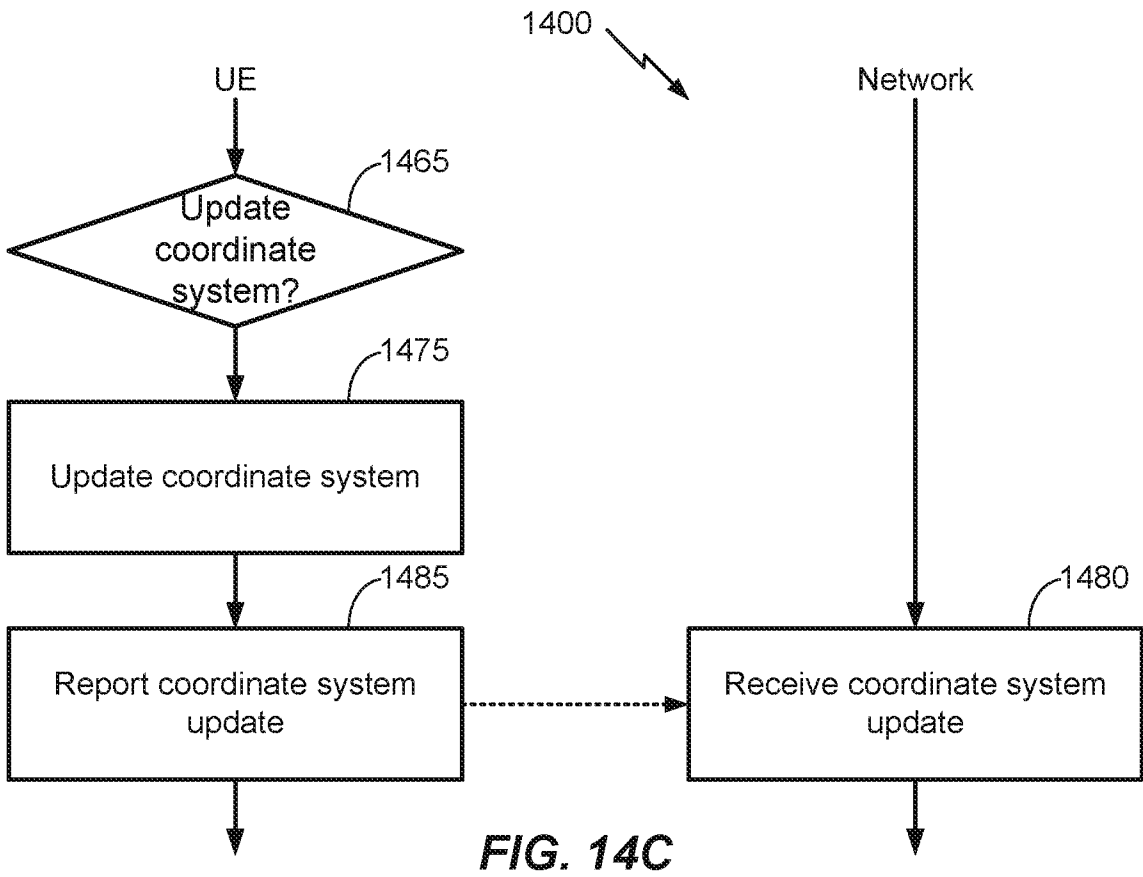 1400
UE
Network
1465
Update
coordinate
system?
1475
Update coordinate system
1485
Report coordinate system
update
1480
Receive coordinate system
update
FIG. 14C